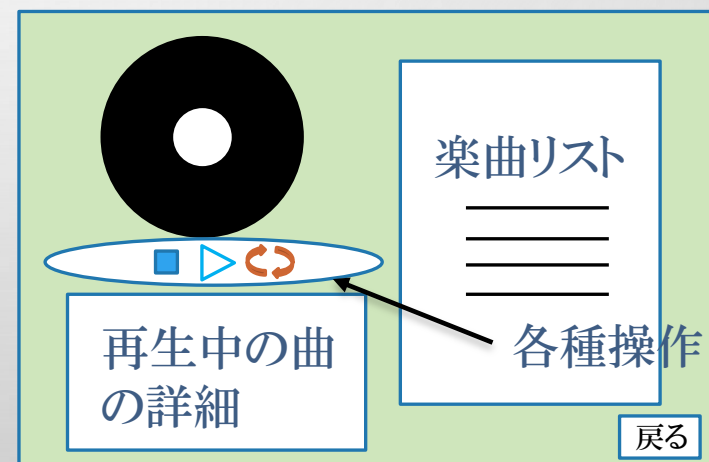 楽曲リスト
再生中の曲
の詳細
各種操作
戻る